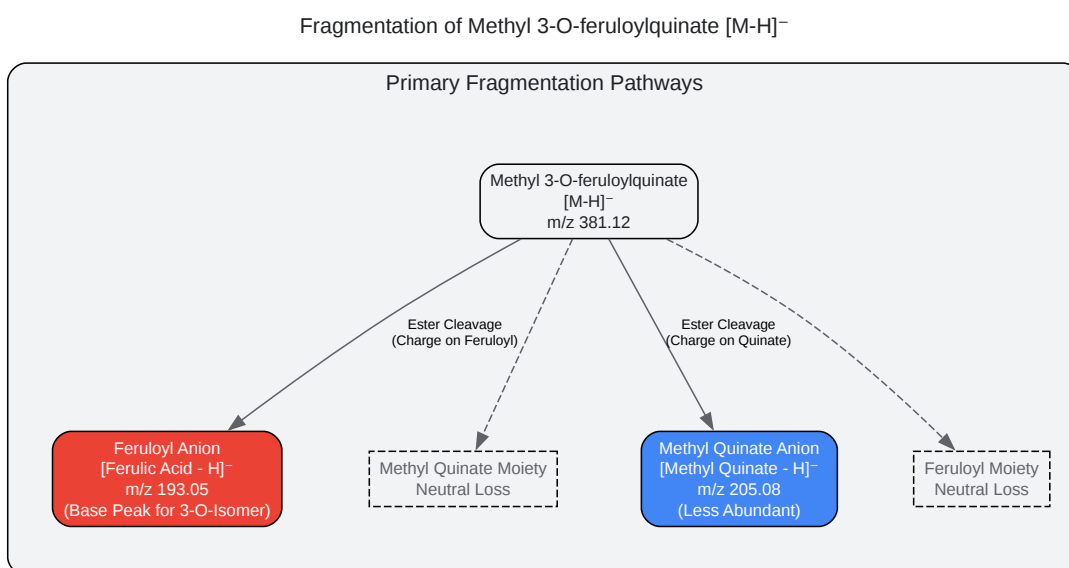 Fragmentation of Methyl 3-O-feruloylquinate [M-H]⁻
Primary Fragmentation Pathways
Methyl 3-O-feruloylquinate
[M-H]⁻
m/z 381.12
Ester Cleavage
(Charge on Feruloyl)
Ester Cleavage
(Charge on Quinate)
Feruloyl Anion
[Ferulic Acid - H]⁻
m/z 193.05
(Base Peak for 3-O-Isomer)
Methyl Quinate Moiety
Neutral Loss
Methyl Quinate Anion
[Methyl Quinate - H]⁻
m/z 205.08
(Less Abundant)
Feruloyl Moiety
Neutral Loss